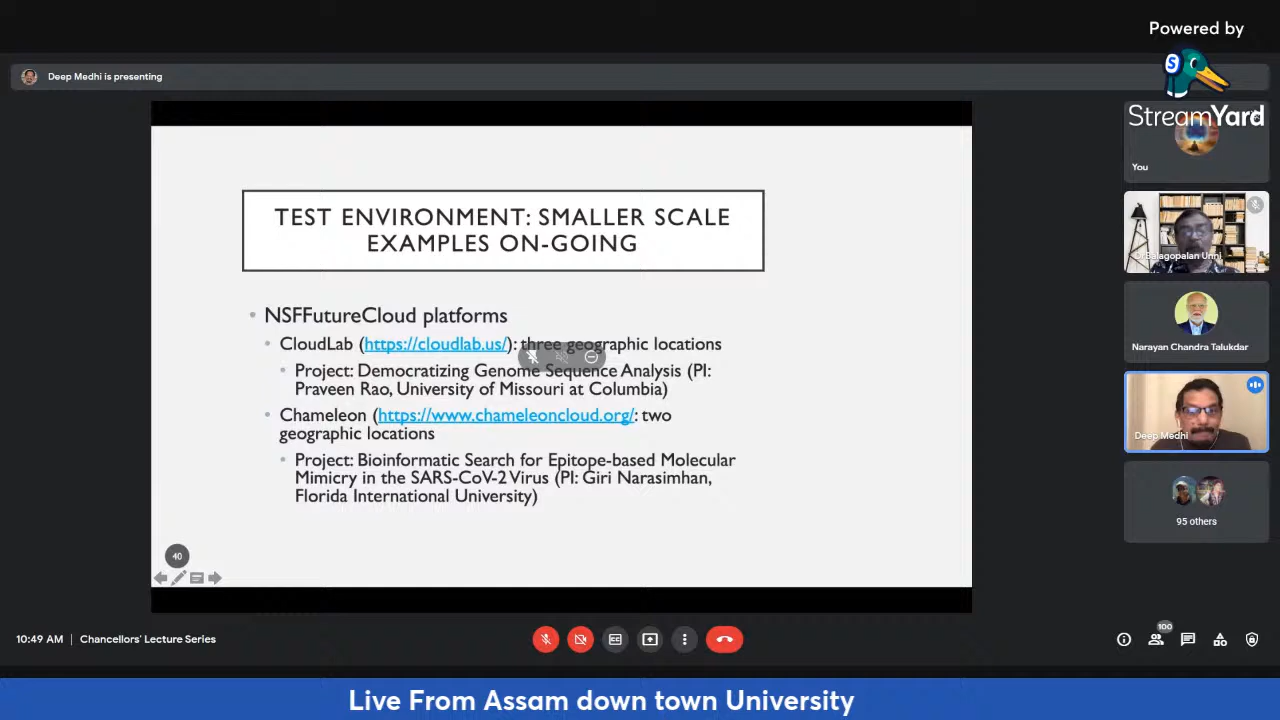 Powered by
StreamYard
Deep Medhi is presenting
TEST ENVIRONMENT: SMALLER SCALE
EXAMPLES ON-GOING
NSFFutureCloud platforms
CloudLab (https://cloudlab.us/): three geographic locations
Project: Democratizing Genome Sequence Analysis (PI:
Praveen Rao, University of Missouri at Columbia)
Chameleon (https://www.chameleoncloud.org/: two
geographic locations
Project: Bioinformatic Search for Epitope-based Molecular
Mimicry in the SARS-CoV-2 Virus (PI: Giri Narasimhan,
Florida International University)
40
You
Balagopalan Unni
Narayan Chandra Talukdar
Deep Medhi
95 others
10:49 AM | Chancellors' Lecture Series
100
Live From Assam down town University